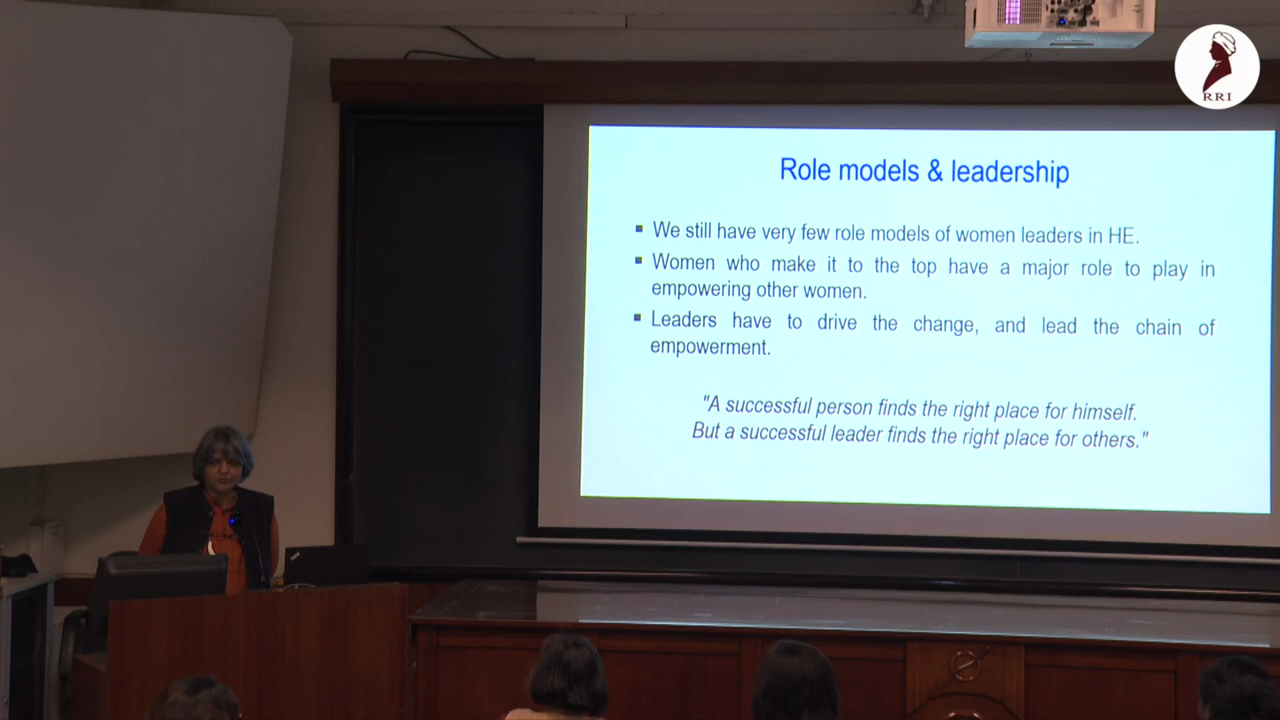 RRI
Role models & leadership
We still have very few role models of women leaders in HE.
Women who make it to the top have a major role to play in
empowering other women.
Leaders have to drive the change, and lead the chain of
empowerment.
"A successful person finds the right place for himself.
But a successful leader finds the right place for others."